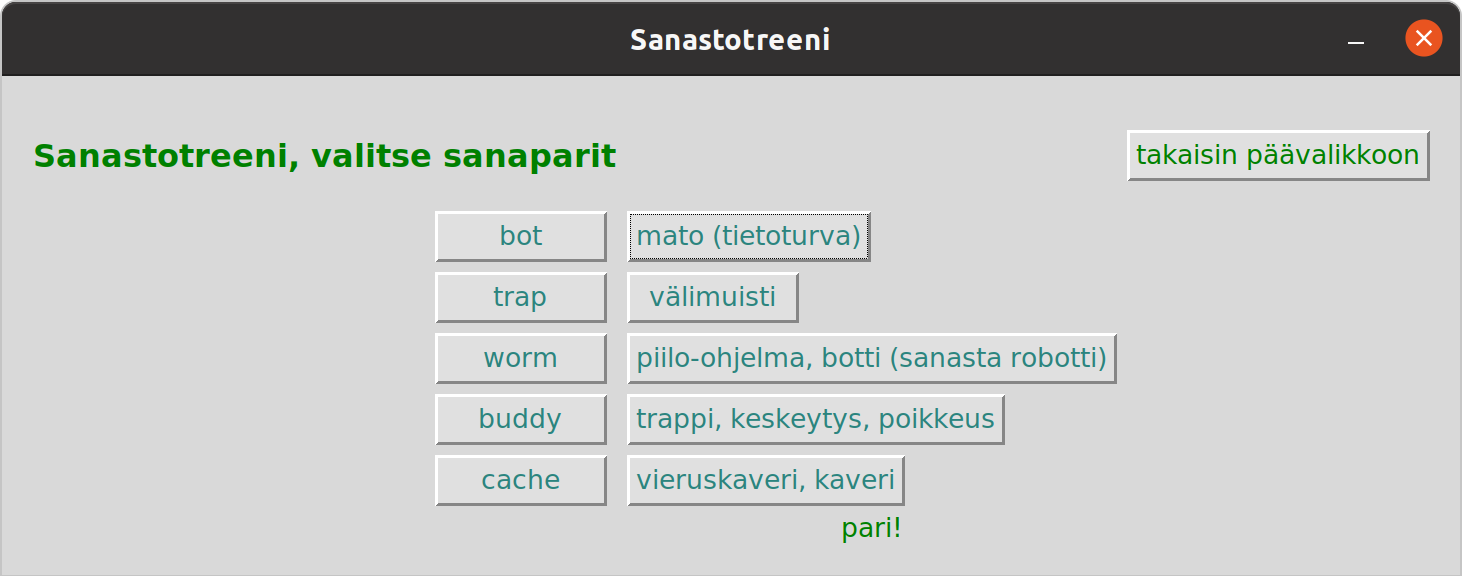 Sanastotreeni
Sanastotreeni, valitse sanaparit
takaisin päävalikkoon
bot mato (tietoturva)
trap välimuisti
worm piilo-ohjelma, botti (sanasta robotti)
buddy trappi, keskeytys, poikkeus
cache vieruskaveri, kaveri
pari!